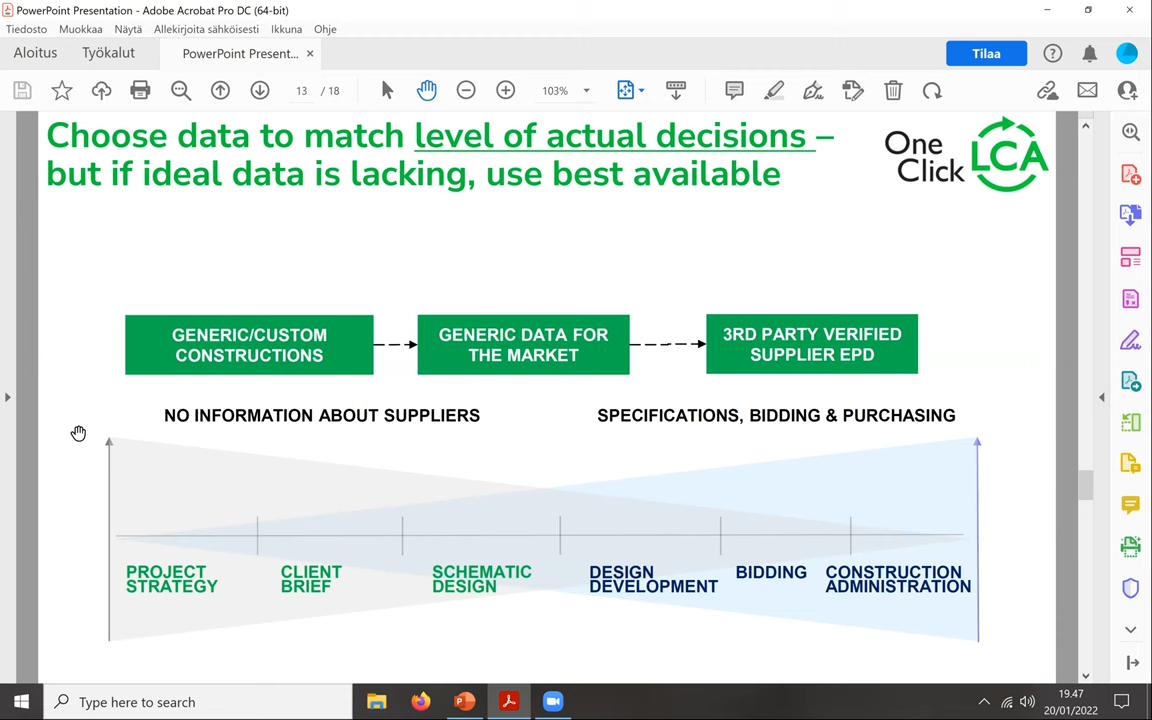 PowerPoint Presentation - Adobe Acrobat Pro DC (64-bit)
Tiedosto Muokkaa Näytä Allekirjoita sähköisesti Ikkuna Ohje
Aloitus Työkalut PowerPoint Present... × Tilaa
13 / 18 103%
Choose data to match level of actual decisions –
but if ideal data is lacking, use best available
One
Click
LCA
GENERIC/CUSTOM
CONSTRUCTIONS
GENERIC DATA FOR
THE MARKET
3RD PARTY VERIFIED
SUPPLIER EPD
NO INFORMATION ABOUT SUPPLIERS
SPECIFICATIONS, BIDDING & PURCHASING
PROJECT
STRATEGY
CLIENT
BRIEF
SCHEMATIC
DESIGN
DESIGN
DEVELOPMENT
BIDDING
CONSTRUCTION
ADMINISTRATION
Type here to search
19.47
20/01/2022